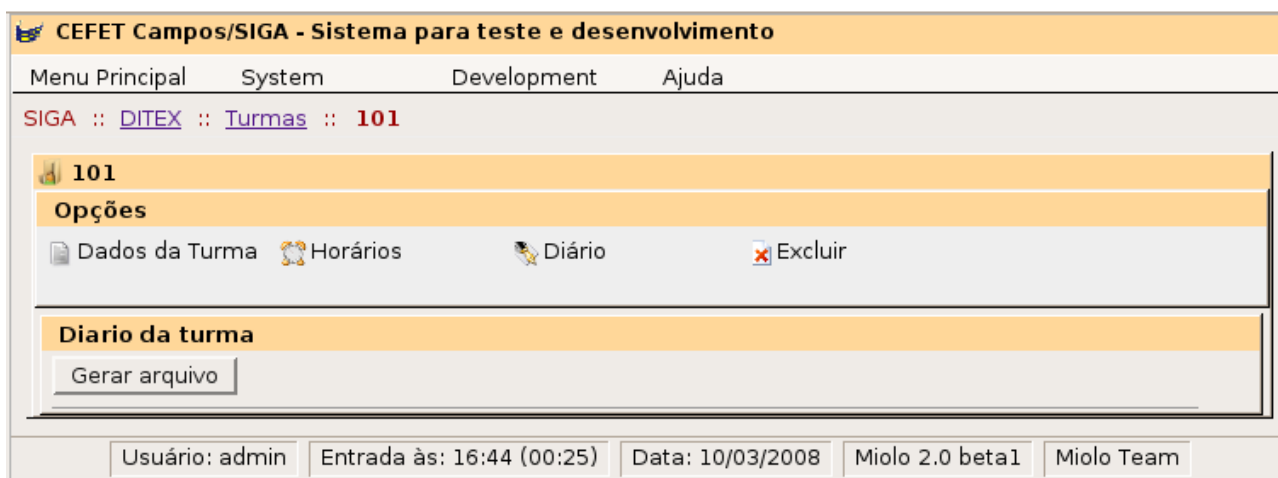 CEFET Campos/SIGA - Sistema para teste e desenvolvimento
Menu Principal System Development Ajuda
SIGA :: DITEX :: Turmas :: 101
101
Opções
Dados da Turma Horários Diário Excluir
Diario da turma
Gerar arquivo
Usuário: admin Entrada às: 16:44 (00:25) Data: 10/03/2008 Miolo 2.0 beta1 Miolo Team